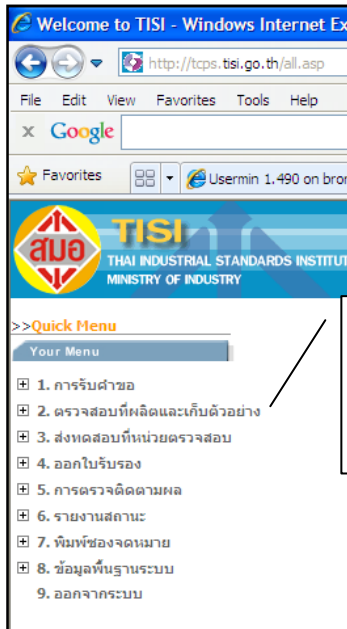 Welcome to TISI - Windows Internet Ex
http://tcps.tisi.go.th/all.asp
File Edit View Favorites Tools Help
x Google
Favorites Usermin 1.490 on bron
สมอ
TISI
THAI INDUSTRIAL STANDARDS INSTITUT
MINISTRY OF INDUSTRY
>>Quick Menu
Your Menu
1. การรับคำขอ
2. ตรวจสอบที่ผลิตและเก็บตัวอย่าง
3. ส่งทดสอบที่หน่วยตรวจสอบ
4. ออกใบรับรอง
5. การตรวจติดตามผล
6. รายงานสถานะ
7. พิมพ์ซองจดหมาย
8. ข้อมูลพื้นฐานระบบ
9. ออกจากระบบ